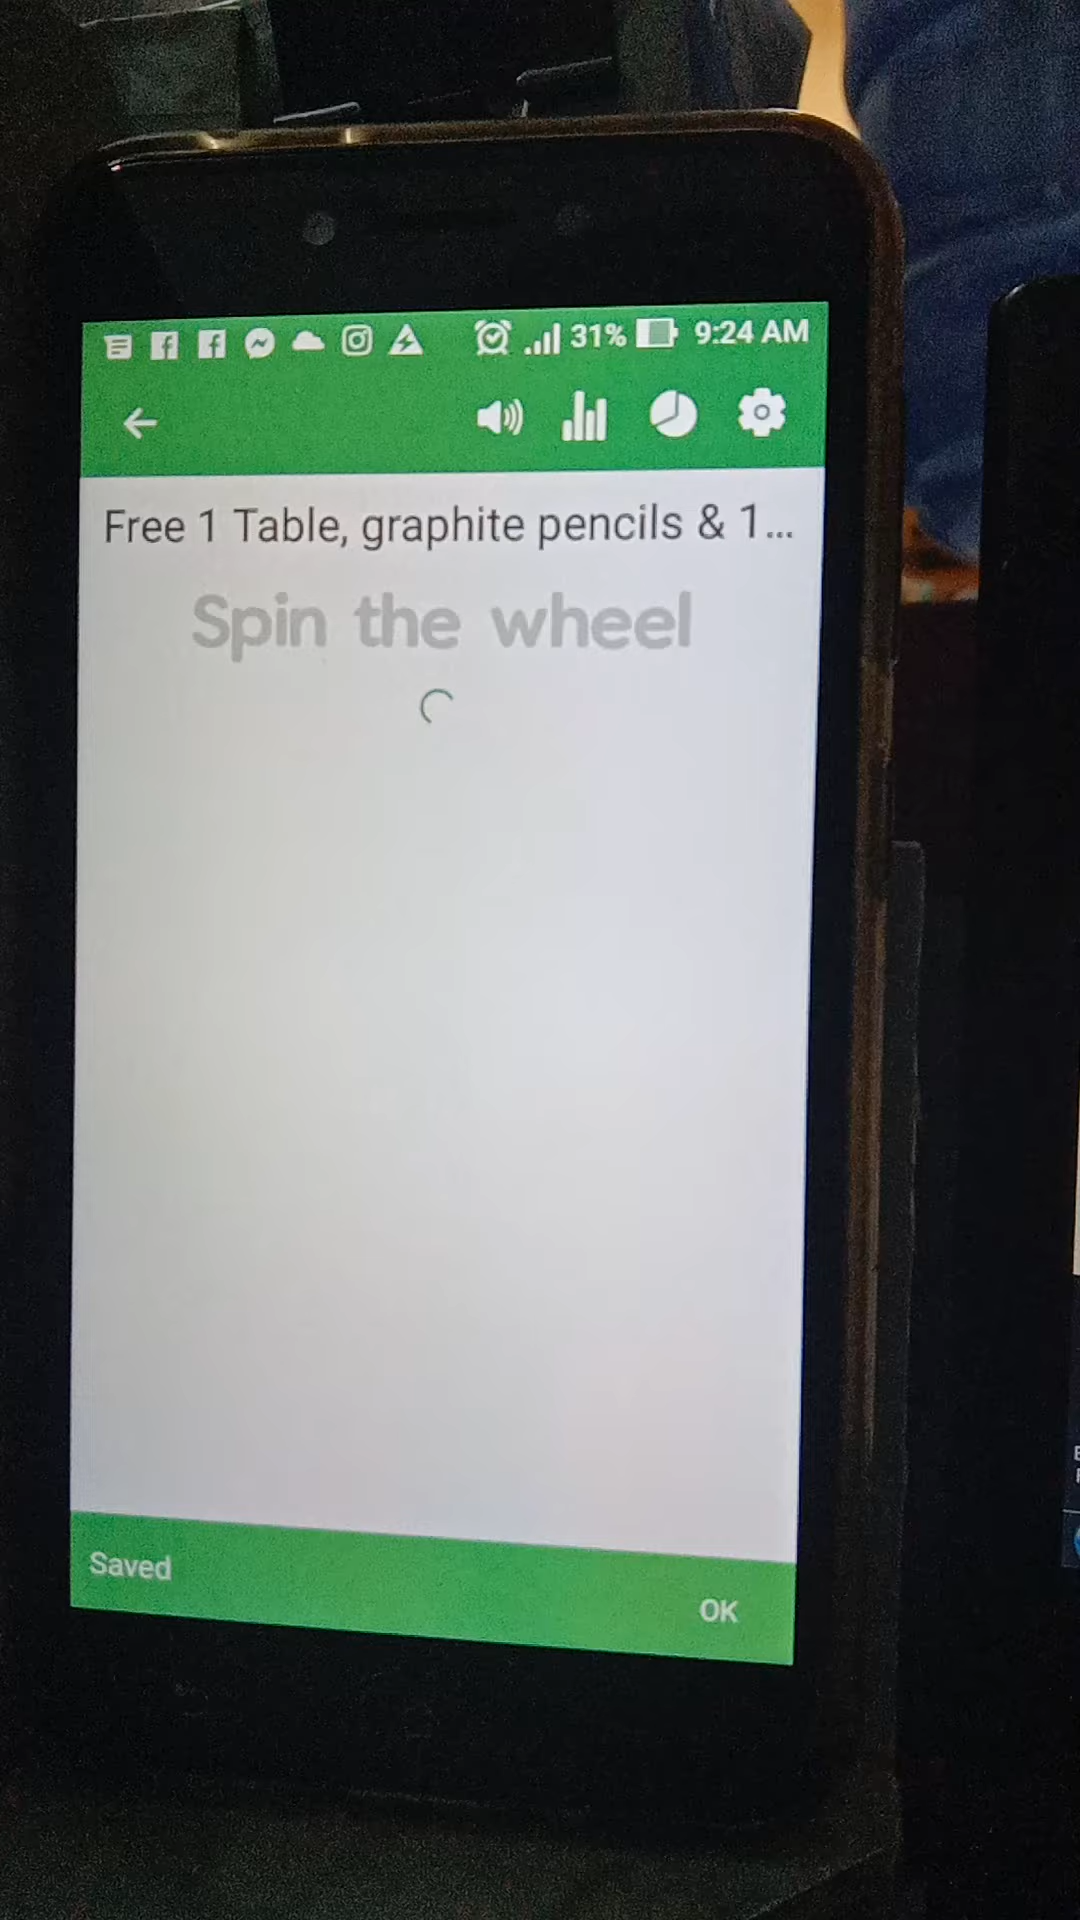 31% 9:24 AM
Free 1 Table, graphite pencils & 1...
Spin the wheel
Saved
OK